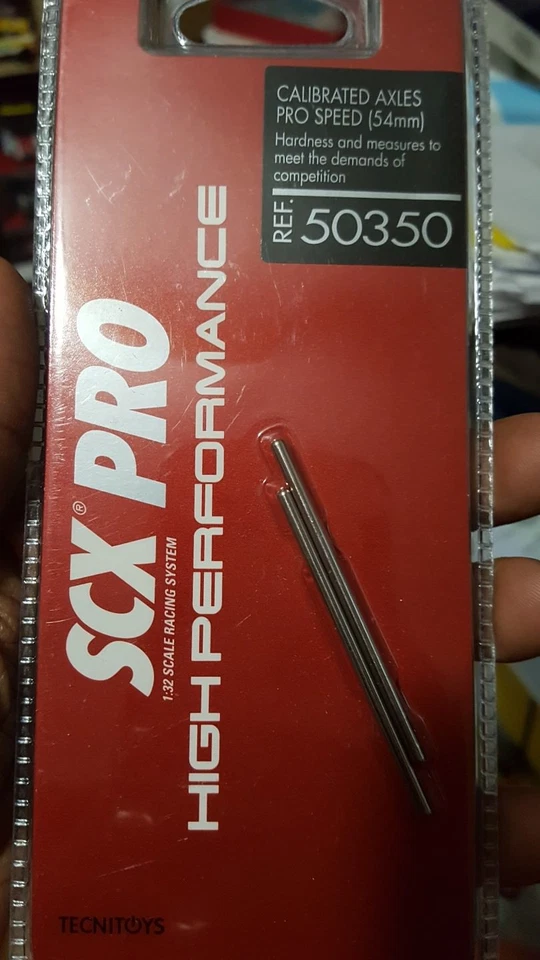 CALIBRATED AXLES
PRO SPEED (54mm)
Hardness and measures to
meet the demands of
competition
REF. 50350
SCX® PRO
1:32 SCALE RACING SYSTEM
HIGH PERFORMANCE
TECNITOYS